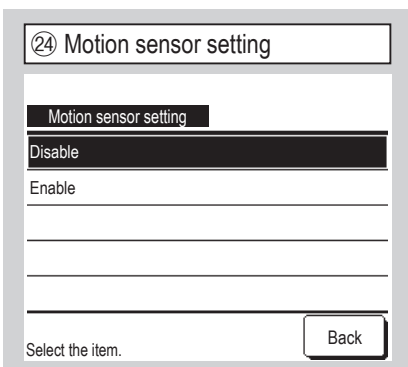 ㉔ Motion sensor setting
Motion sensor setting
Disable
Enable
Select the item.
Back